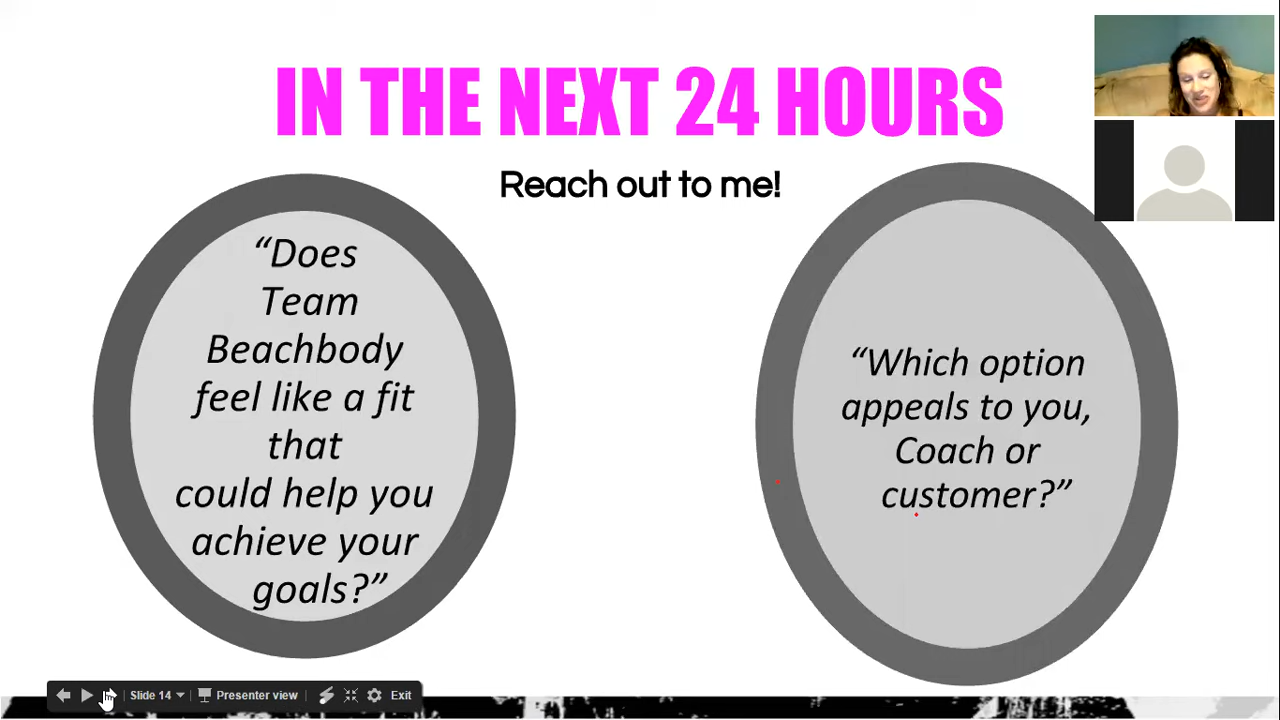 IN THE NEXT 24 HOURS
Reach out to me!
“Does
Team
Beachbody
feel like a fit
that
could help you
achieve your
goals?”
“Which option
appeals to you,
Coach or
customer?”
Slide 14
Presenter view
Exit